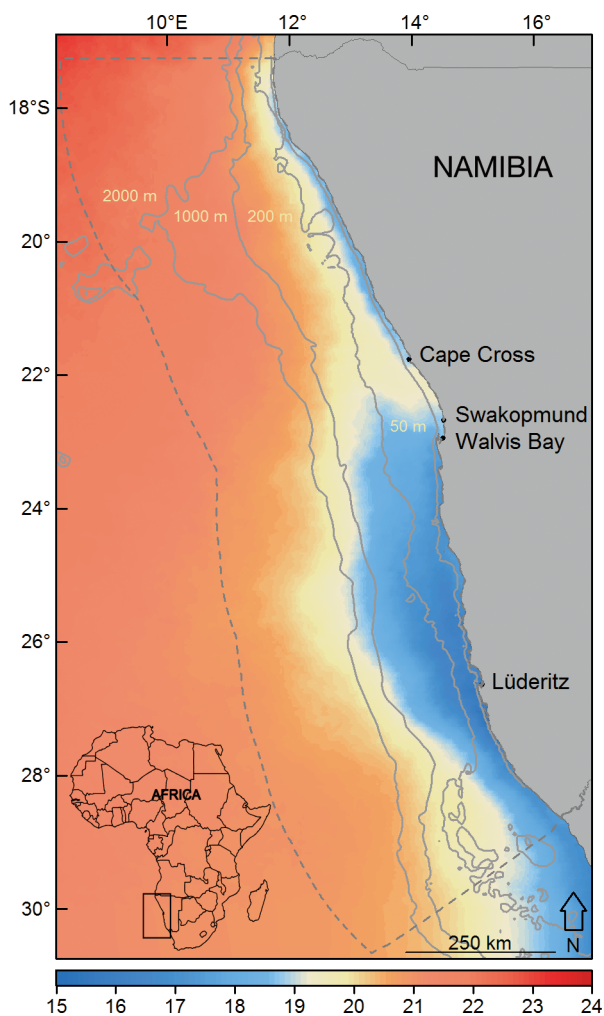 10°E 12° 14° 16°
18°S
NAMIBIA
2000 m
1000 m
200 m
20°
Cape Cross
22°
Swakopmund
50 m
Walvis Bay
24°
26°
Lüderitz
28°
AFRICA
30°
250 km
N
15 16 17 18 19 20 21 22 23 24